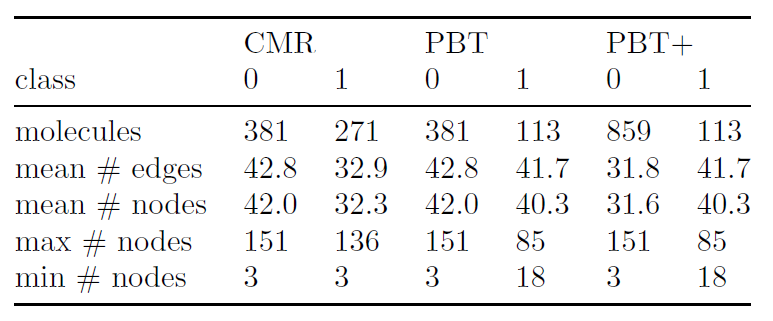 CMR PBT PBT+
class 0 1 0 1 0 1
molecules 381 271 381 113 859 113
mean # edges 42.8 32.9 42.8 41.7 31.8 41.7
mean # nodes 42.0 32.3 42.0 40.3 31.6 40.3
max # nodes 151 136 151 85 151 85
min # nodes 3 3 3 18 3 18